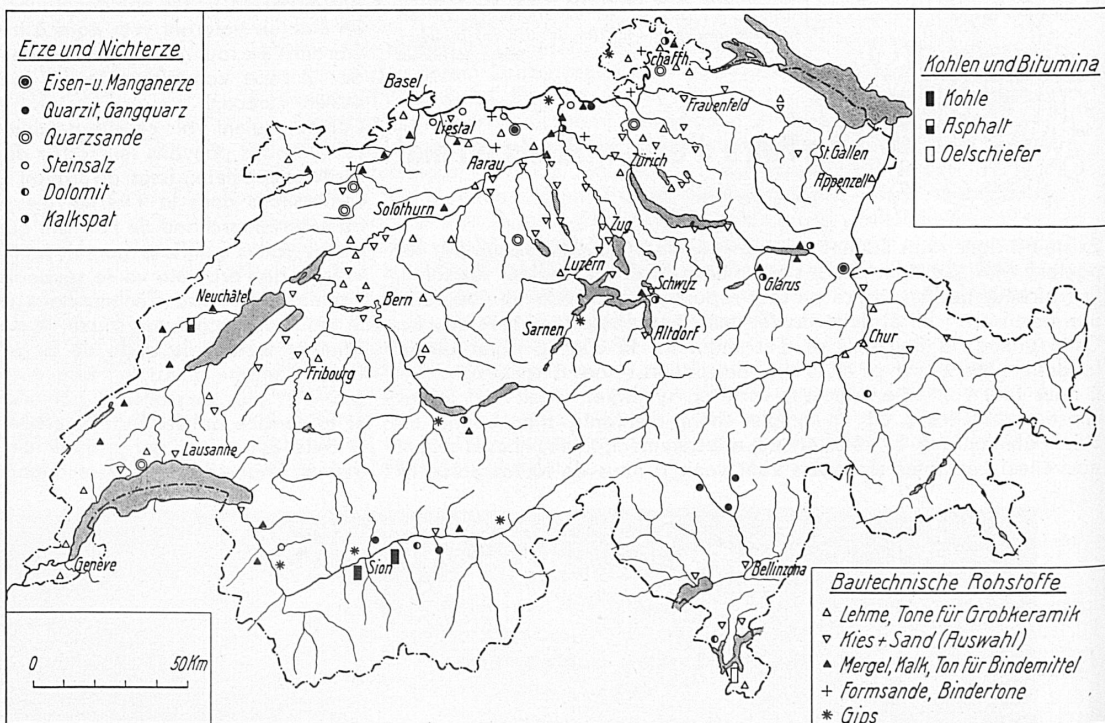 Erze und Nichterze
Eisen- u. Manganerze
Quarzit, Gangquarz
Quarzsande
Steinsalz
Dolomit
Kalkspat
Kohlen und Bitumina
Kohle
Asphalt
Oelschiefer
Schaffh.
Basel
Frauenfeld
Liestal
St. Gallen
Aarau
Zürich
Appenzell
Solothurn
Zug
Luzern
Schwyz
Glarus
Neuchâtel
Bern
Sarnen
Altdorf
Chur
Fribourg
Lausanne
Sion
Genève
Bellinzona
Bautechnische Rohstoffe
Lehme, Tone für Grobkeramik
Kies + Sand (Auswahl)
Mergel, Kalk, Ton für Bindemittel
Formsande, Bindertone
Gips
0 50 Km